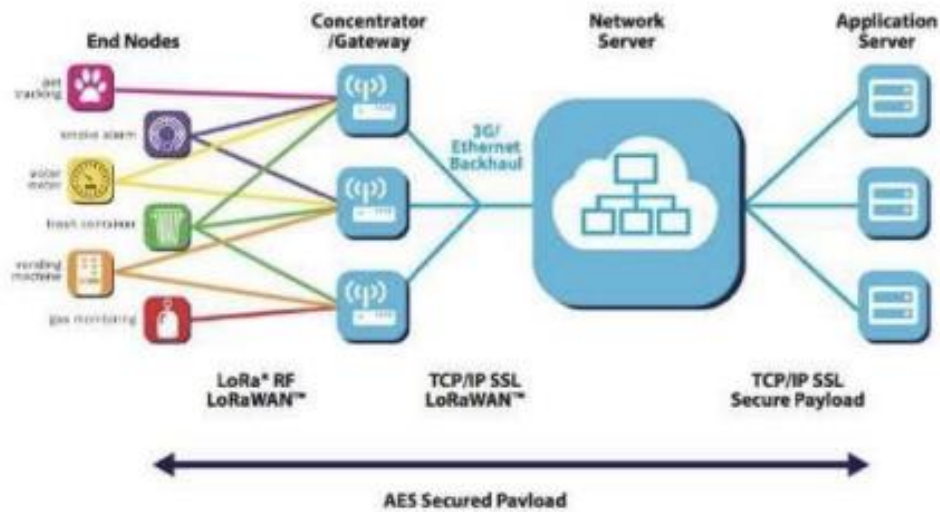 End Nodes
Concentrator
/Gateway
Network
Server
Application
Server
pet
tracking
smoke alarm
water
meter
trash container
vending
machine
gas monitoring
3G/
Ethernet
Backhaul
LoRa® RF
LoRaWAN™
TCP/IP SSL
LoRaWAN™
TCP/IP SSL
Secure Payload
AES Secured Payload